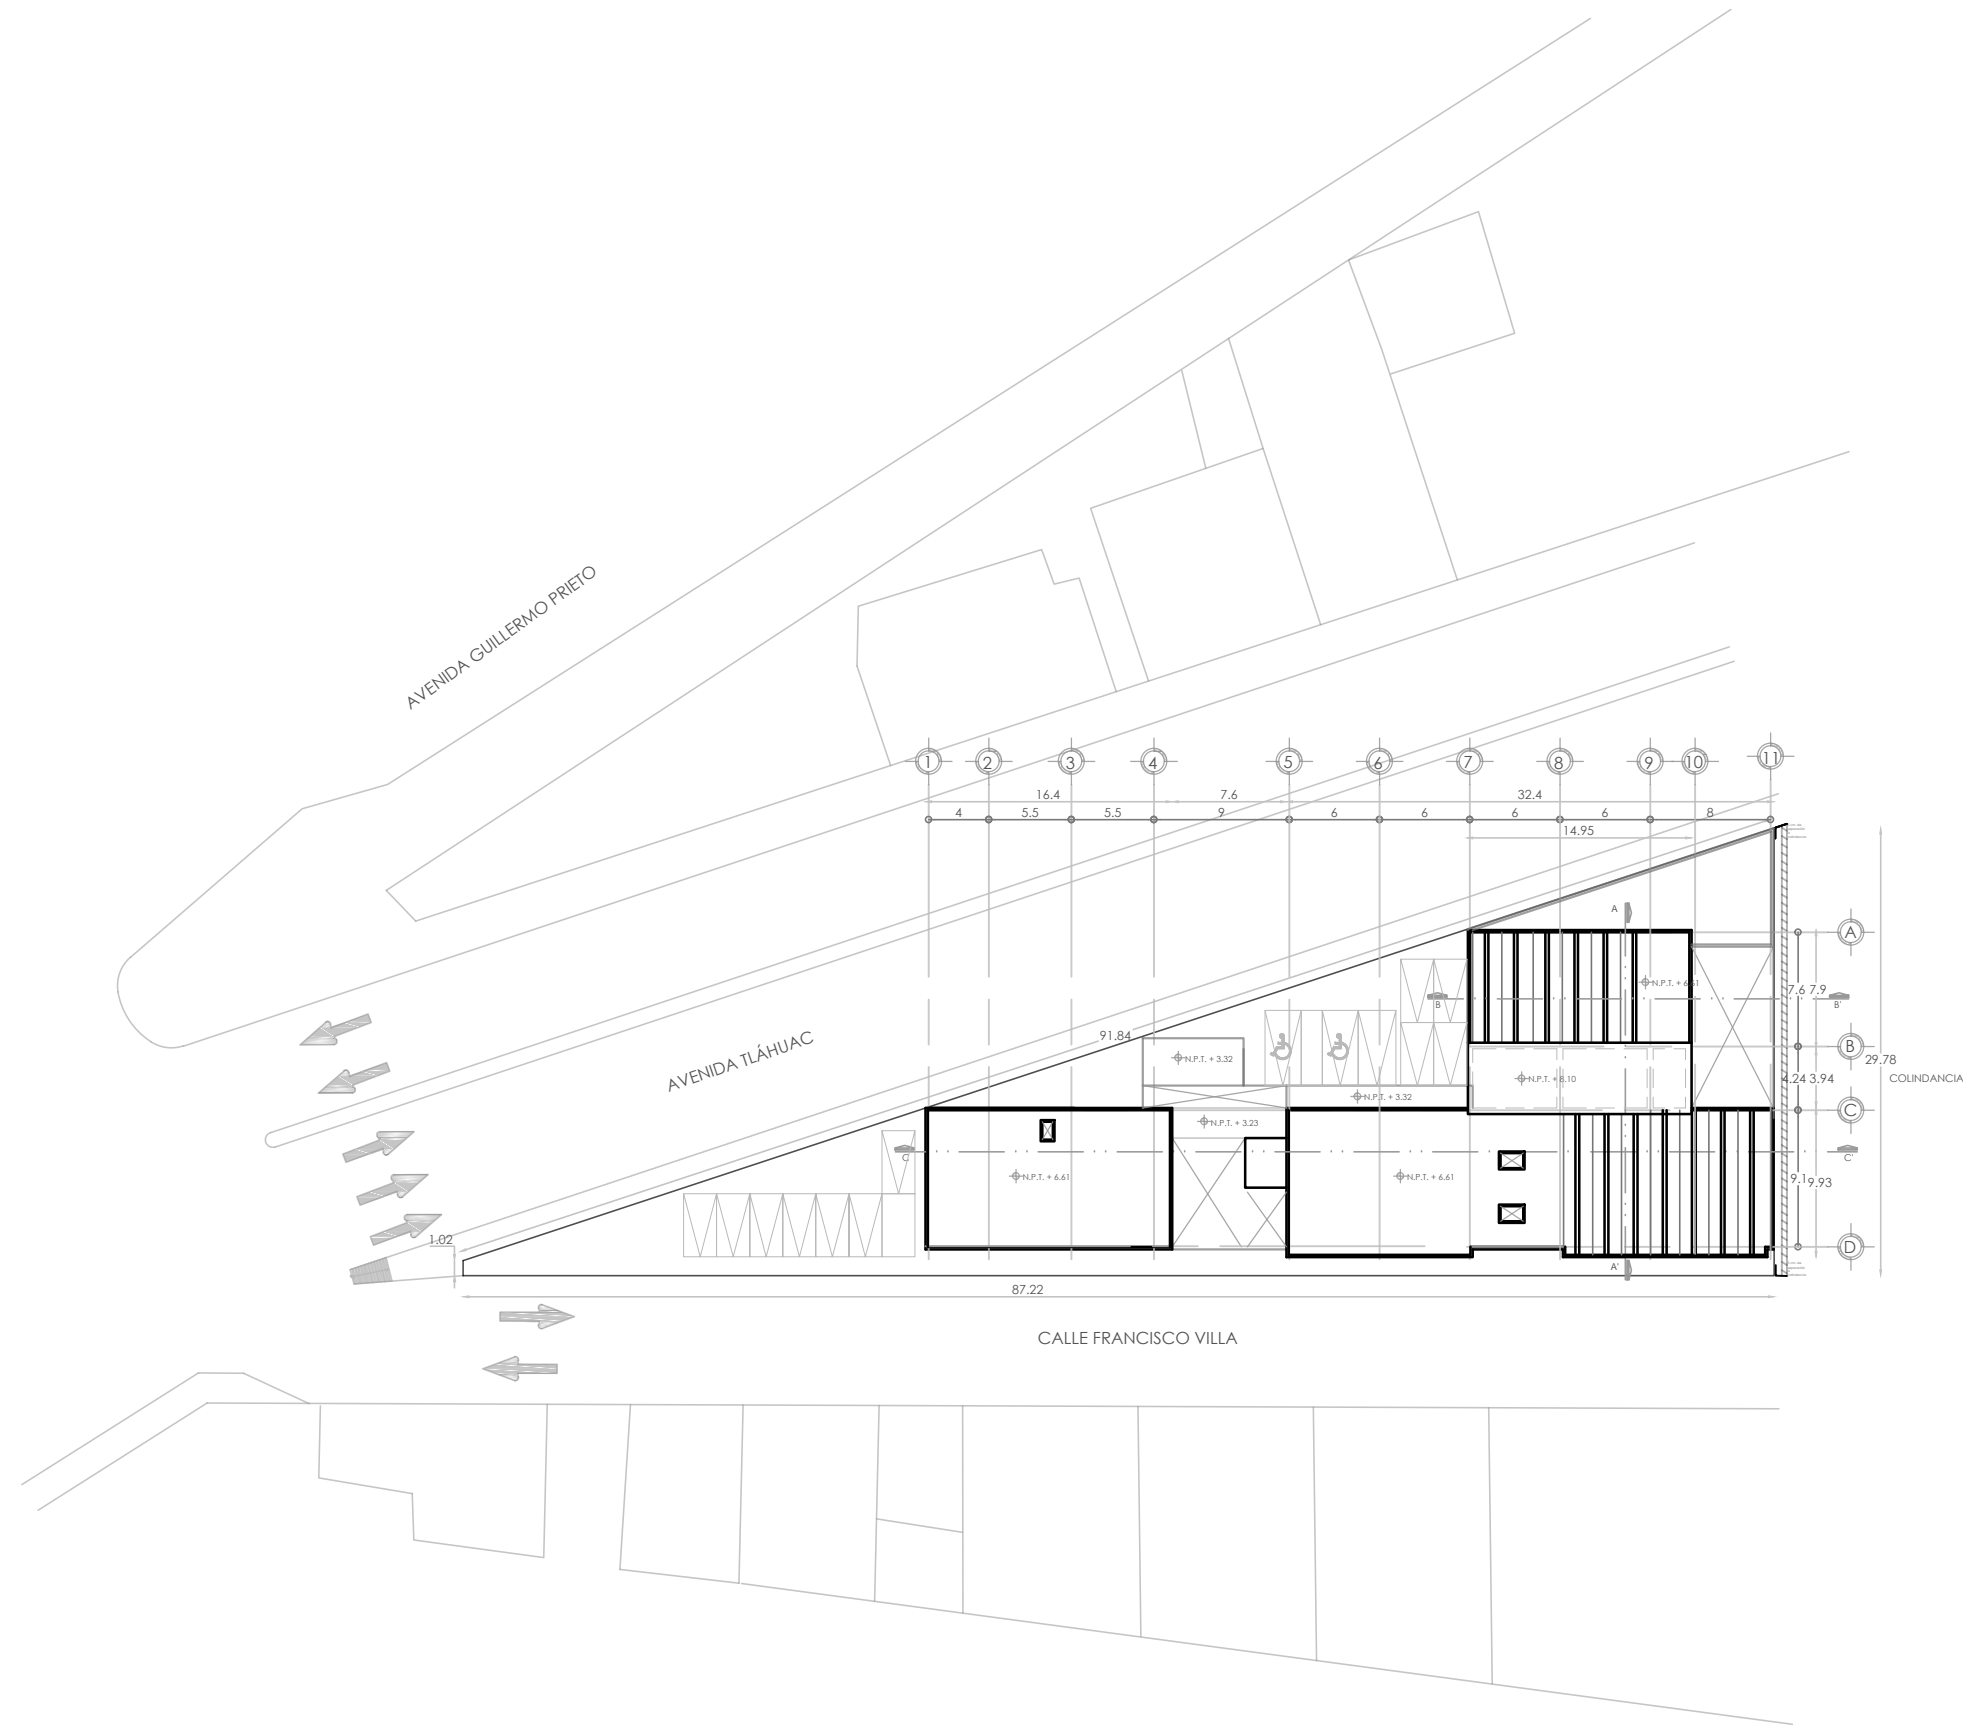 AVENIDA GUILLERMO PRIETO
1 2 3 4 5 6 7 8 9 10 11
16.4 7.6 32.4
4 5.5 5.5 9 6 6 6 6 8
14.95
A
A
N.P.T. + 6.61
7.6 7.9
B B'
AVENIDA TLÁHUAC
91.84
N.P.T. + 3.32
B
29.78
N.P.T. + 8.10
4.24 3.94
COLINDANCIA
N.P.T. + 3.32
C
N.P.T. + 3.23
C C'
N.P.T. + 6.61
N.P.T. + 6.61
9.1 9.93
1.02
D
A'
87.22
CALLE FRANCISCO VILLA